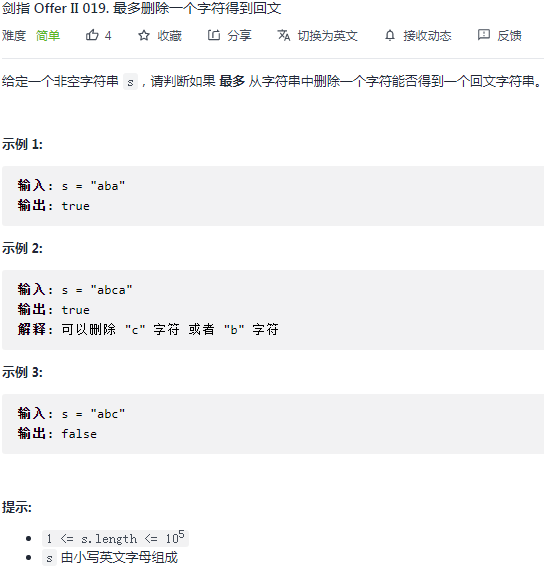 剑指 Offer II 019. 最多删除一个字符得到回文
难度 简单 4 收藏 分享 切换为英文 接收动态 反馈
给定一个非空字符串 s，请判断如果 最多 从字符串中删除一个字符能否得到一个回文字符串。
示例 1:
输入: s = "aba"
输出: true
示例 2:
输入: s = "abca"
输出: true
解释: 可以删除 "c" 字符 或者 "b" 字符
示例 3:
输入: s = "abc"
输出: false
提示:
• 1 <= s.length <= 10⁵
• s 由小写英文字母组成